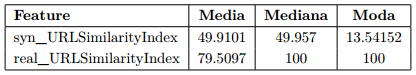 Feature Media Mediana Moda
syn_URLSimilarityIndex 49.9101 49.957 13.54152
real_URLSimilarityIndex 79.5097 100 100